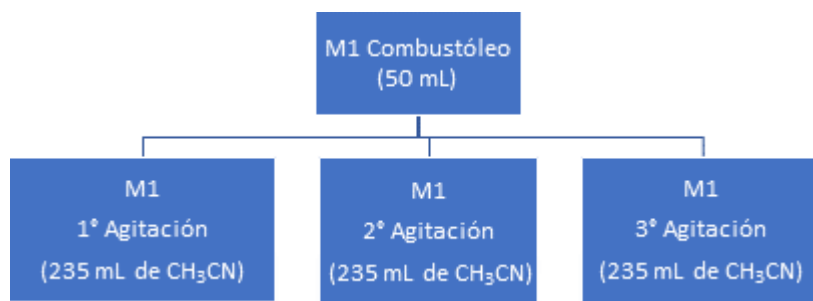 M1 Combustóleo
(50 mL)
M1
1° Agitación
(235 mL de CH₃CN)
M1
2° Agitación
(235 mL de CH₃CN)
M1
3° Agitación
(235 mL de CH₃CN)